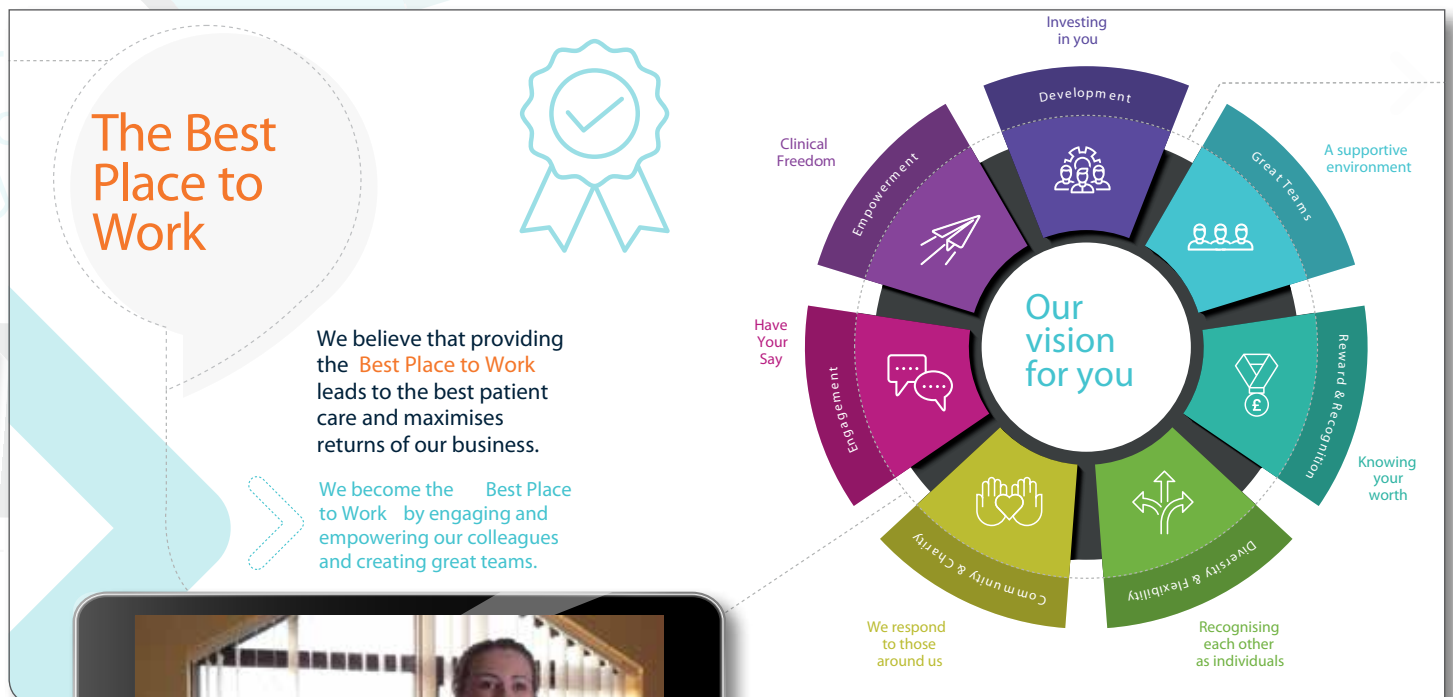 The Best
Place to
Work
We believe that providing
the Best Place to Work
leads to the best patient
care and maximises
returns of our business.
We become the Best Place
to Work by engaging and
empowering our colleagues
and creating great teams.
Our
vision
for you
Investing
in you
Development
A supportive
environment
Great Teams
Reward & Recognition
£
Knowing
your
worth
Diversity & Flexibility
Recognising
each other
as individuals
Community & Charity
We respond
to those
around us
Engagement
Have
Your
Say
Empowerment
Clinical
Freedom